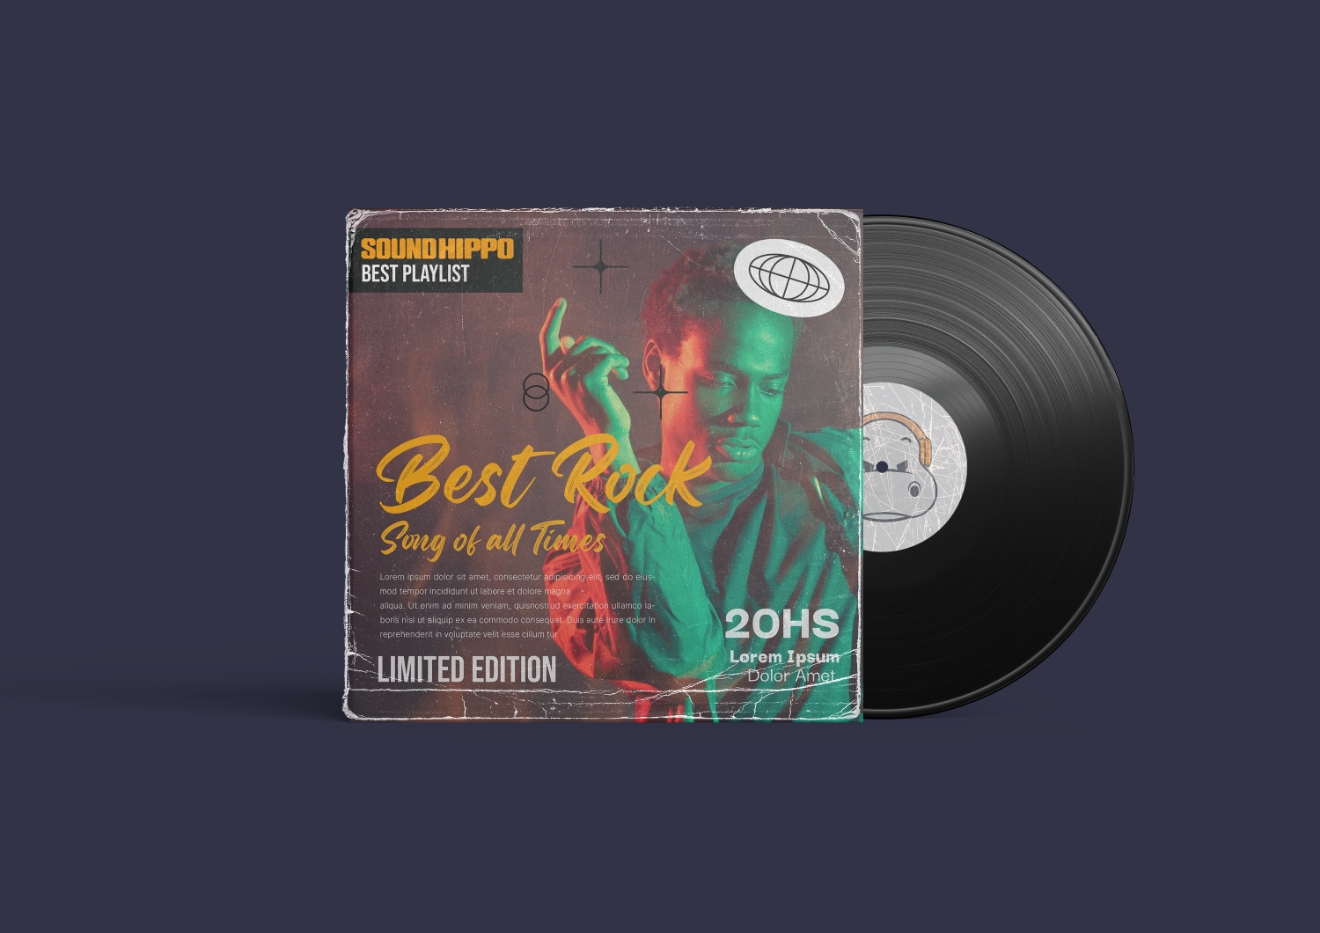 SOUNDHIPPO
BEST PLAYLIST
Best Rock
Song of all Times
Lorem ipsum dolor sit amet, consectetur adipisicing elit, sed do eius-
mod tempor incididunt ut labore et dolore magna
aliqua. Ut enim ad minim veniam, quisnostrud exercitation ullamco la-
boris nisi ut aliquip ex ea commodo consequat. Duis aute irure dolor in
reprehenderit in voluptate velit esse cillum tur
LIMITED EDITION
20HS
Lorem Ipsum
Dolor Amet